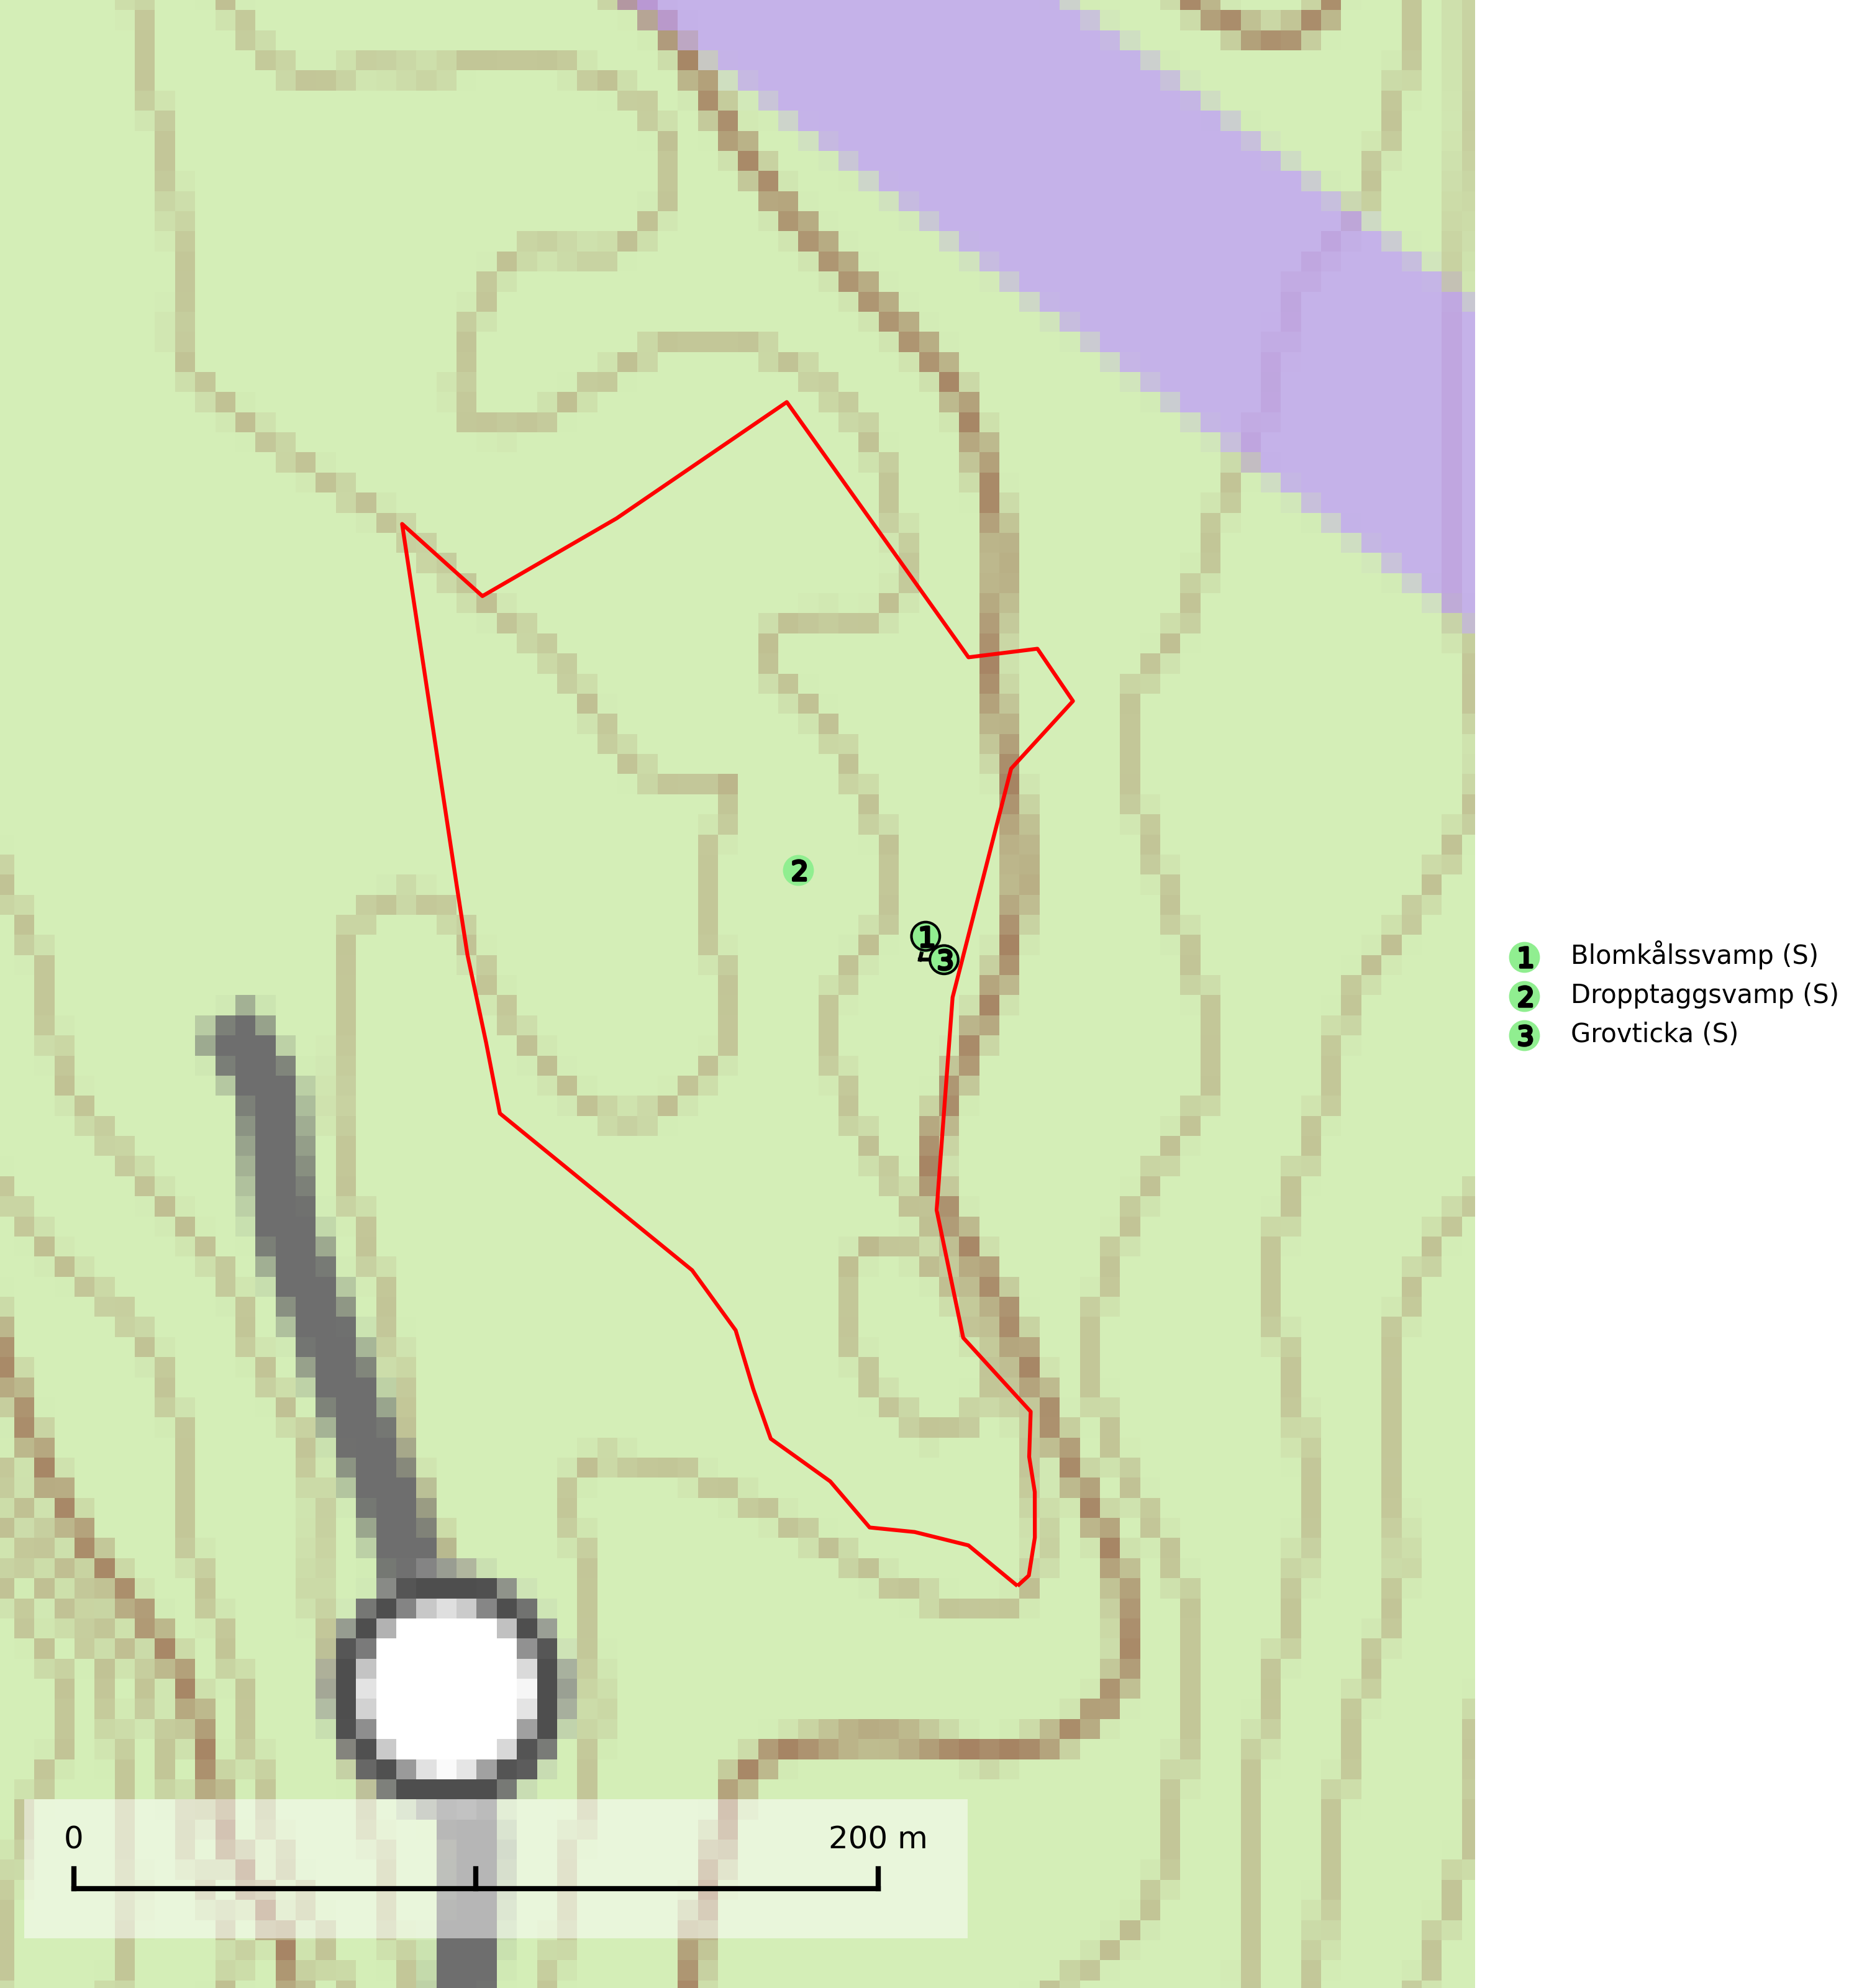 2
1
3
1 Blomkålssvamp (S)
2 Dropptaggsvamp (S)
3 Grovticka (S)
0 200 m